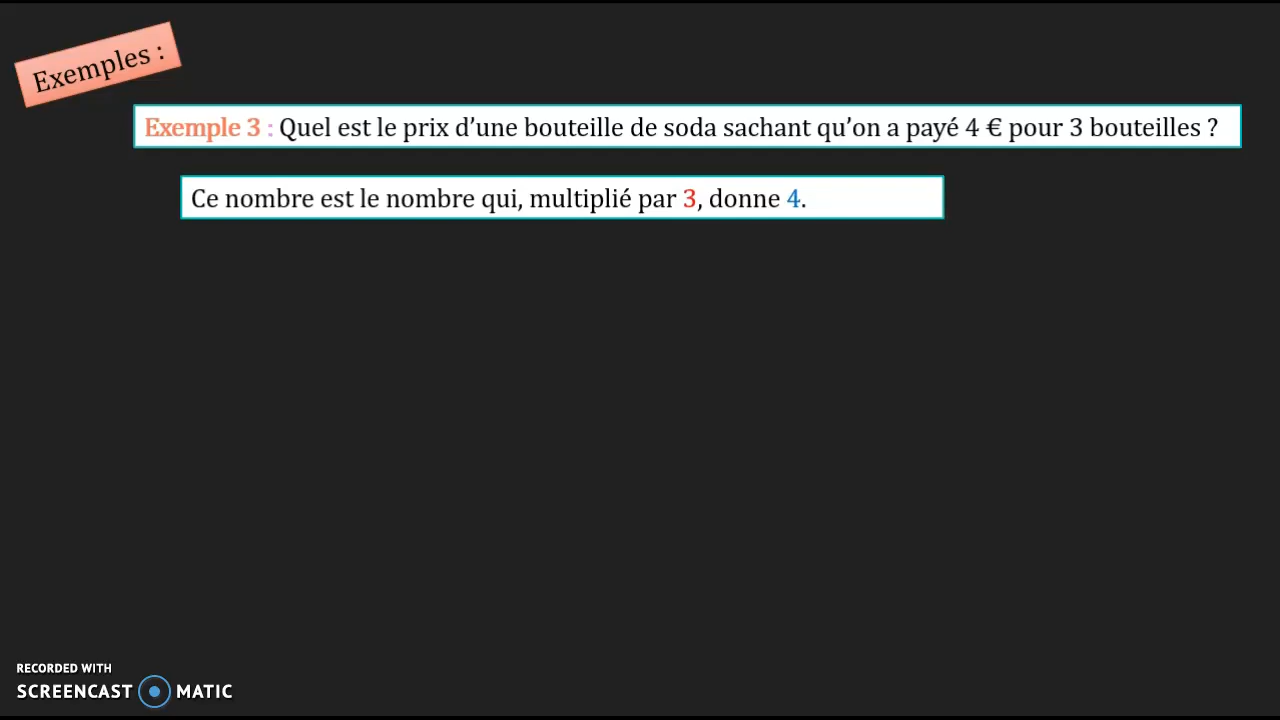 Exemples :
Exemple 3 : Quel est le prix d’une bouteille de soda sachant qu’on a payé 4 € pour 3 bouteilles ?
Ce nombre est le nombre qui, multiplié par 3, donne 4.
RECORDED WITH
SCREENCAST MATIC